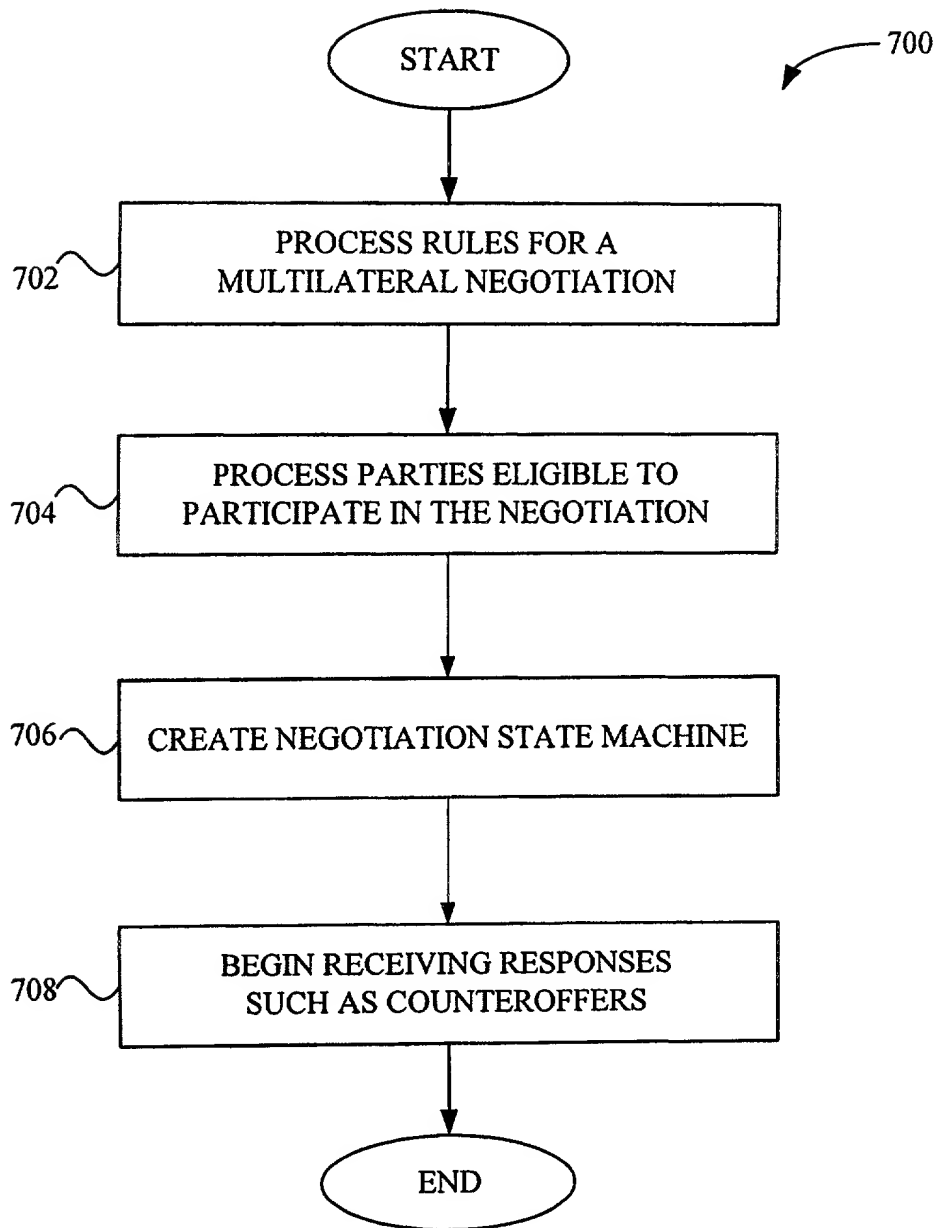 START
700
PROCESS RULES FOR A
MULTILATERAL NEGOTIATION
702
PROCESS PARTIES ELIGIBLE TO
PARTICIPATE IN THE NEGOTIATION
704
CREATE NEGOTIATION STATE MACHINE
706
BEGIN RECEIVING RESPONSES
SUCH AS COUNTEROFFERS
708
END